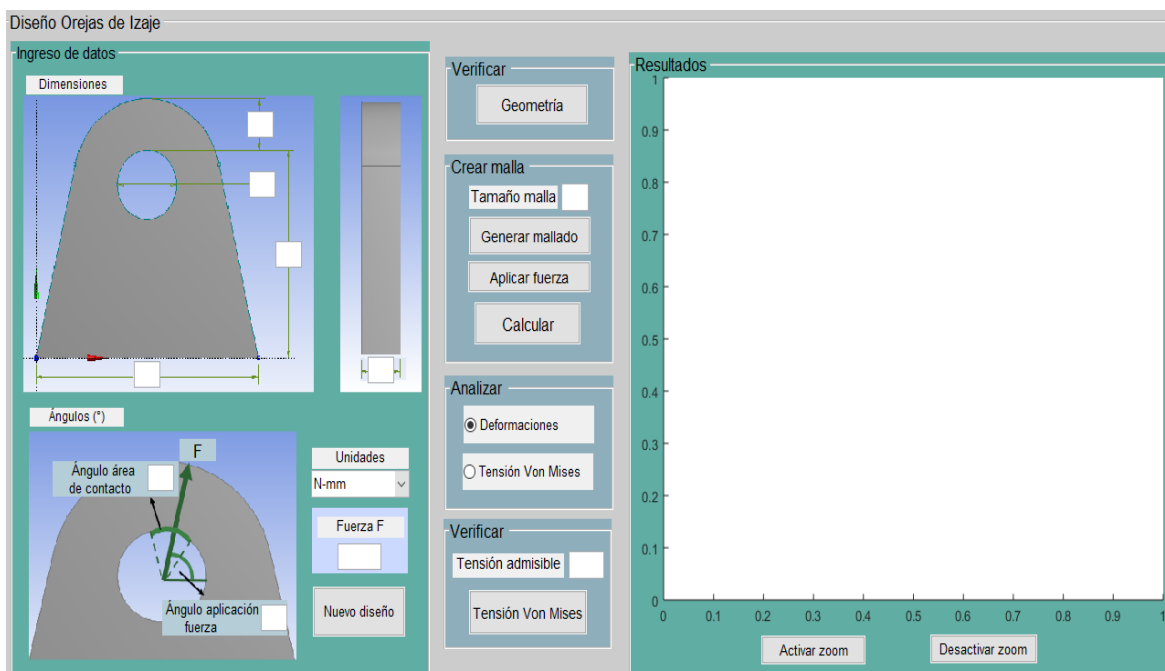 Diseño Orejas de Izaje
Ingreso de datos
Dimensiones
Ángulos (°)
F
Ángulo área
de contacto
Ángulo aplicación
fuerza
Unidades
N-mm
Fuerza F
Nuevo diseño
Verificar
Geometría
Crear malla
Tamaño malla
Generar mallado
Aplicar fuerza
Calcular
Analizar
Deformaciones
Tensión Von Mises
Verificar
Tensión admisible
Tensión Von Mises
Resultados
1
0.9
0.8
0.7
0.6
0.5
0.4
0.3
0.2
0.1
0
0 0.1 0.2 0.3 0.4 0.5 0.6 0.7 0.8 0.9 1
Activar zoom
Desactivar zoom